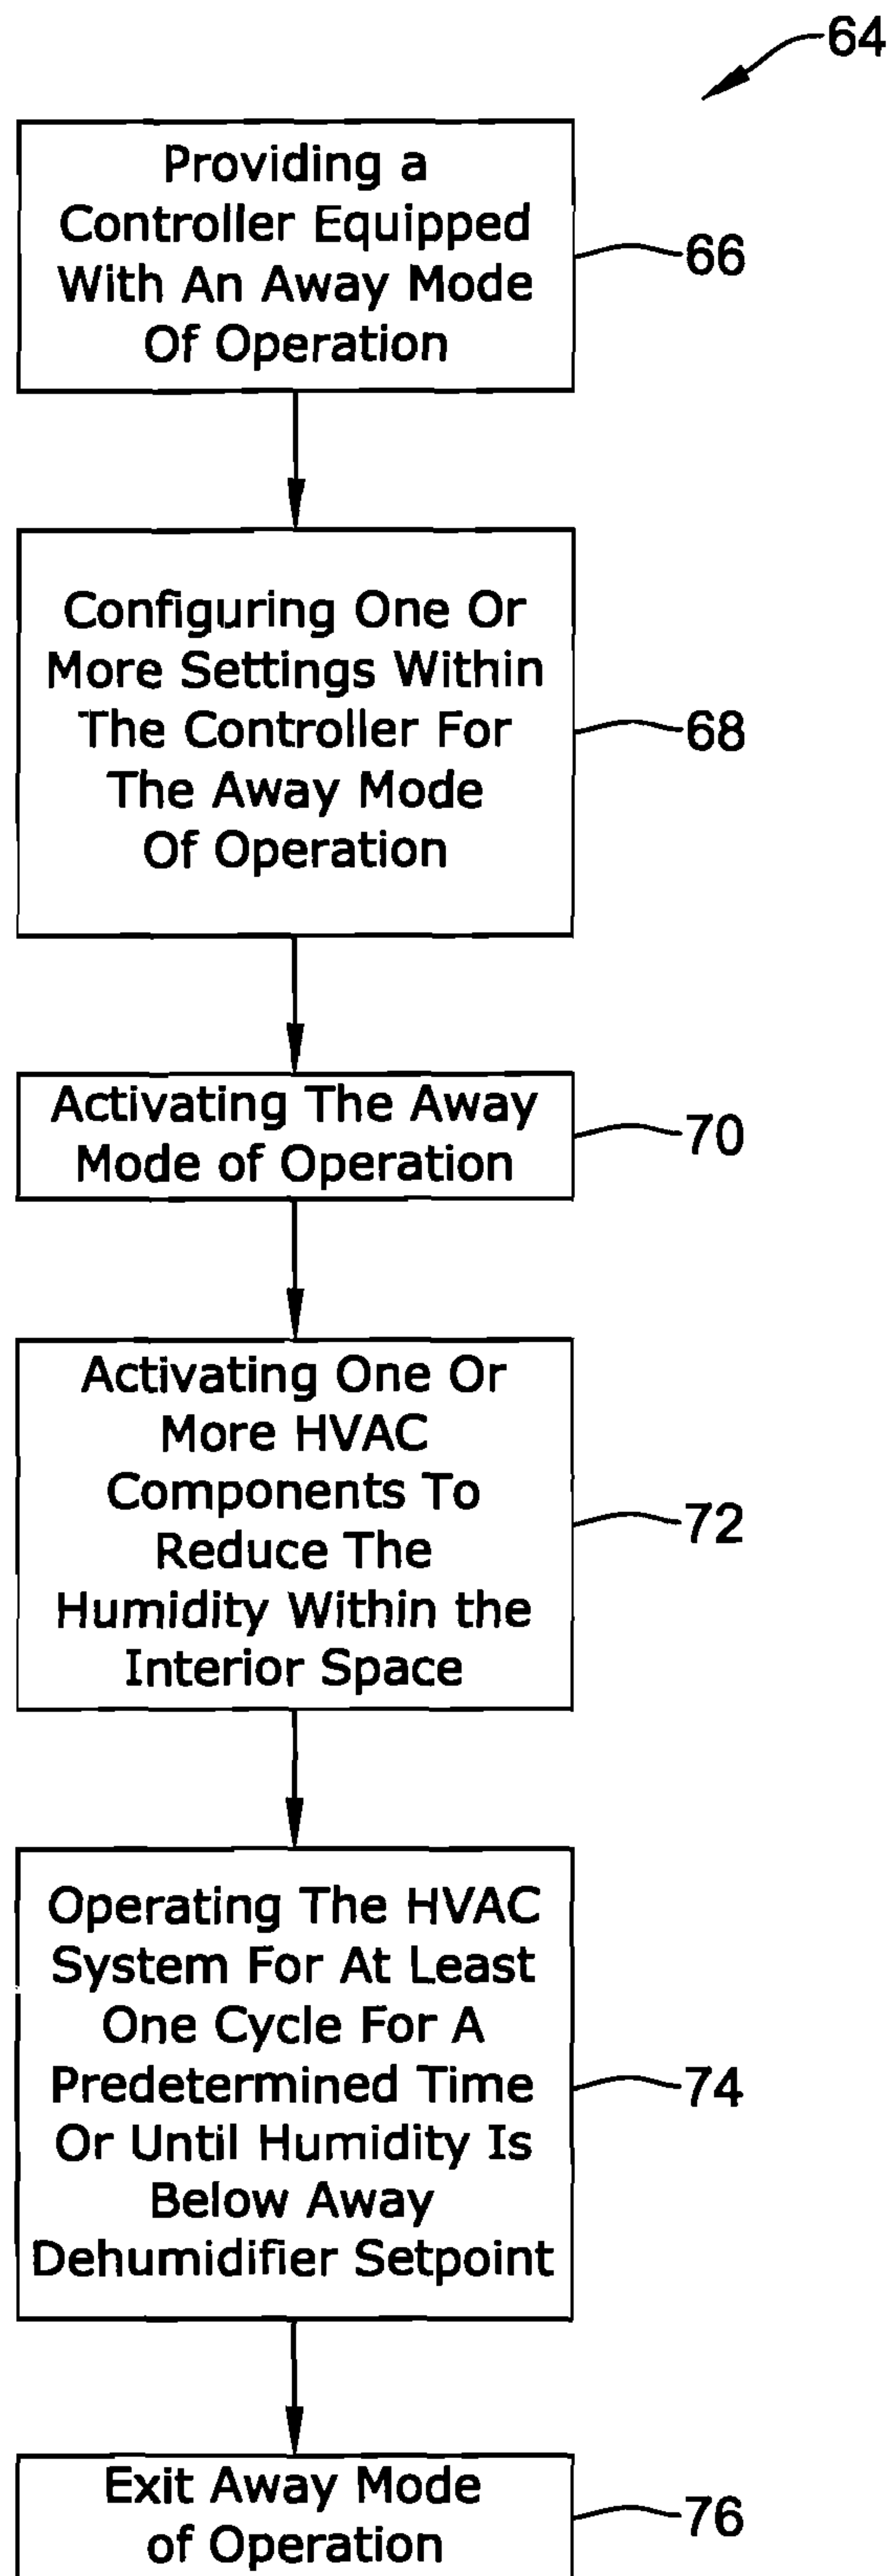 64
Providing a
Controller Equipped
With An Away Mode
Of Operation
66
Configuring One Or
More Settings Within
The Controller For
The Away Mode
Of Operation
68
Activating The Away
Mode of Operation
70
Activating One Or
More HVAC
Components To
Reduce The
Humidity Within the
Interior Space
72
Operating The HVAC
System For At Least
One Cycle For A
Predetermined Time
Or Until Humidity Is
Below Away
Dehumidifier Setpoint
74
Exit Away Mode
of Operation
76